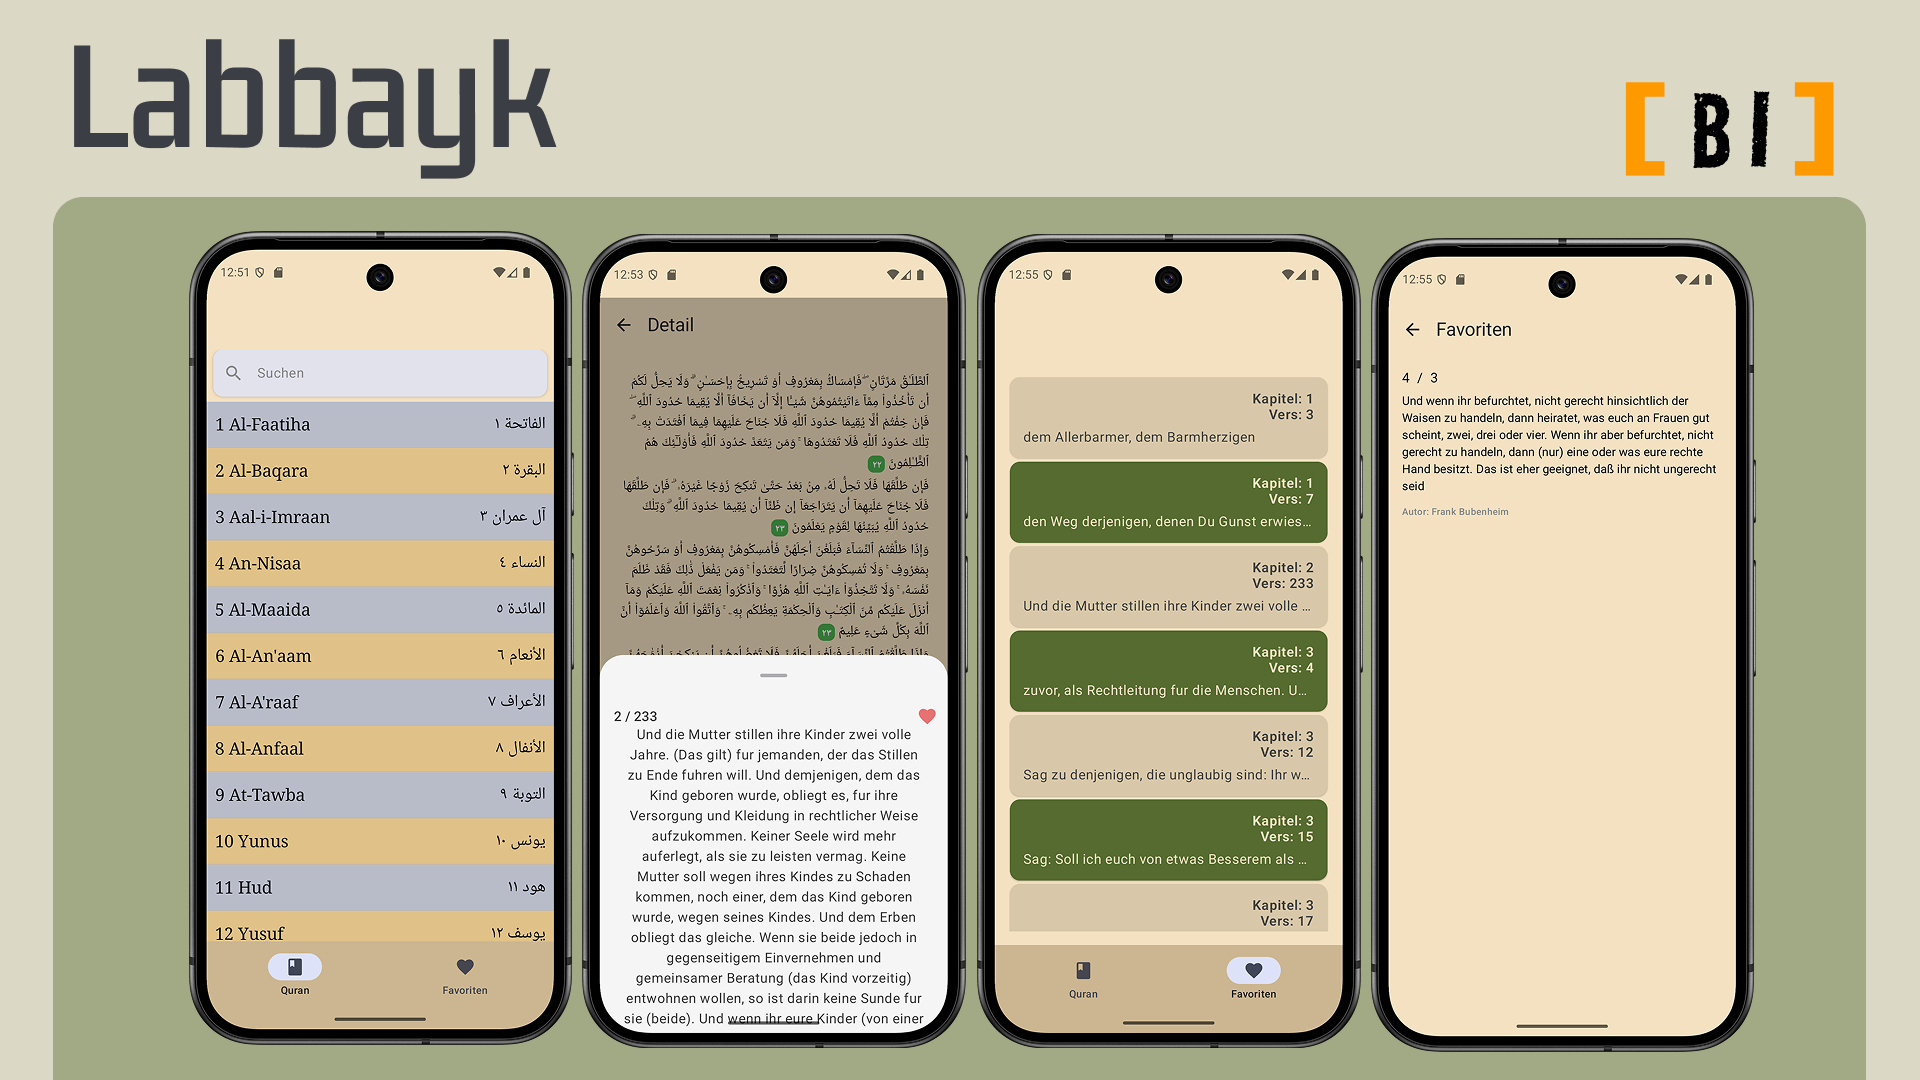 Labbayk
[ BI ]
12:51
Suchen
1 Al-Faatiha الفاتحة ١
2 Al-Baqara البقرة ٢
3 Aal-i-Imraan آل عمران ٣
4 An-Nisaa النساء ٤
5 Al-Maaida المائدة ٥
6 Al-An'aam الأنعام ٦
7 Al-A'raaf الأعراف ٧
8 Al-Anfaal الأنفال ٨
9 At-Tawba التوبة ٩
10 Yunus يونس ١٠
11 Hud هود ١١
12 Yusuf يوسف ١٢
Quran Favoriten
12:53
Detail
ٱلطَّلَـٰقُ مَرَّتَانِ ۖ فَإِمْسَاكٌۢ بِمَعْرُوفٍ أَوْ تَسْرِيحٌۢ بِإِحْسَـٰنٍ ۗ وَلَا يَحِلُّ لَكُمْ
أَن تَأْخُذُوا۟ مِمَّآ ءَاتَيْتُمُوهُنَّ شَيْـًٔا إِلَّآ أَن يَخَافَآ أَلَّا يُقِيمَا حُدُودَ ٱللَّهِ ۖ
فَإِنْ خِفْتُمْ أَلَّا يُقِيمَا حُدُودَ ٱللَّهِ فَلَا جُنَاحَ عَلَيْهِمَا فِيمَا ٱفْتَدَتْ بِهِۦ ۗ
تِلْكَ حُدُودُ ٱللَّهِ فَلَا تَعْتَدُوهَا ۚ وَمَن يَتَعَدَّ حُدُودَ ٱللَّهِ فَأُو۟لَـٰٓئِكَ هُمُ
ٱلظَّـٰلِمُونَ
فَإِن طَلَّقَهَا فَلَا تَحِلُّ لَهُۥ مِنۢ بَعْدُ حَتَّىٰ تَنكِحَ زَوْجًا غَيْرَهُۥ ۗ فَإِن طَلَّقَهَا
فَلَا جُنَاحَ عَلَيْهِمَآ أَن يَتَرَاجَعَآ إِن ظَنَّآ أَن يُقِيمَا حُدُودَ ٱللَّهِ ۗ وَتِلْكَ
حُدُودُ ٱللَّهِ يُبَيِّنُهَا لِقَوْمٍ يَعْلَمُونَ
وَإِذَا طَلَّقْتُمُ ٱلنِّسَآءَ فَبَلَغْنَ أَجَلَهُنَّ فَأَمْسِكُوهُنَّ بِمَعْرُوفٍ أَوْ سَرِّحُوهُنَّ
بِمَعْرُوفٍ ۚ وَلَا تُمْسِكُوهُنَّ ضِرَارًا لِّتَعْتَدُوا۟ ۚ وَمَن يَفْعَلْ ذَٰلِكَ فَقَدْ ظَلَمَ
نَفْسَهُۥ ۚ وَلَا تَتَّخِذُوٓا۟ ءَايَـٰتِ ٱللَّهِ هُزُوًا ۚ وَٱذْكُرُوا۟ نِعْمَتَ ٱللَّهِ عَلَيْكُمْ وَمَآ
أَنزَلَ عَلَيْكُم مِّنَ ٱلْكِتَـٰبِ وَٱلْحِكْمَةِ يَعِظُكُم بِهِۦ ۚ وَٱتَّقُوا۟ ٱللَّهَ وَٱعْلَمُوٓا۟ أَنَّ
ٱللَّهَ بِكُلِّ شَىْءٍ عَلِيمٌ
2 / 233
Und die Mutter stillen ihre Kinder zwei volle
Jahre. (Das gilt) fur jemanden, der das Stillen
zu Ende fuhren will. Und demjenigen, dem das
Kind geboren wurde, obliegt es, fur ihre
Versorgung und Kleidung in rechtlicher Weise
aufzukommen. Keiner Seele wird mehr
auferlegt, als sie zu leisten vermag. Keine
Mutter soll wegen ihres Kindes zu Schaden
kommen, noch einer, dem das Kind geboren
wurde, wegen seines Kindes. Und dem Erben
obliegt das gleiche. Wenn sie beide jedoch in
gegenseitigem Einvernehmen und
gemeinsamer Beratung (das Kind vorzeitig)
entwohnen wollen, so ist darin keine Sunde fur
sie (beide). Und wenn ihr eure Kinder (von einer
12:55
Kapitel: 1
Vers: 3
dem Allerbarmer, dem Barmherzigen
Kapitel: 1
Vers: 7
den Weg derjenigen, denen Du Gunst erwies...
Kapitel: 2
Vers: 233
Und die Mutter stillen ihre Kinder zwei volle ...
Kapitel: 3
Vers: 4
zuvor, als Rechtleitung fur die Menschen. U...
Kapitel: 3
Vers: 12
Sag zu denjenigen, die unglaubig sind: Ihr w...
Kapitel: 3
Vers: 15
Sag: Soll ich euch von etwas Besserem als ...
Kapitel: 3
Vers: 17
Quran Favoriten
12:55
Favoriten
4 / 3
Und wenn ihr befurchtet, nicht gerecht hinsichtlich der
Waisen zu handeln, dann heiratet, was euch an Frauen gut
scheint, zwei, drei oder vier. Wenn ihr aber befurchtet, nicht
gerecht zu handeln, dann (nur) eine oder was eure rechte
Hand besitzt. Das ist eher geeignet, daß ihr nicht ungerecht
seid
Autor: Frank Bubenheim